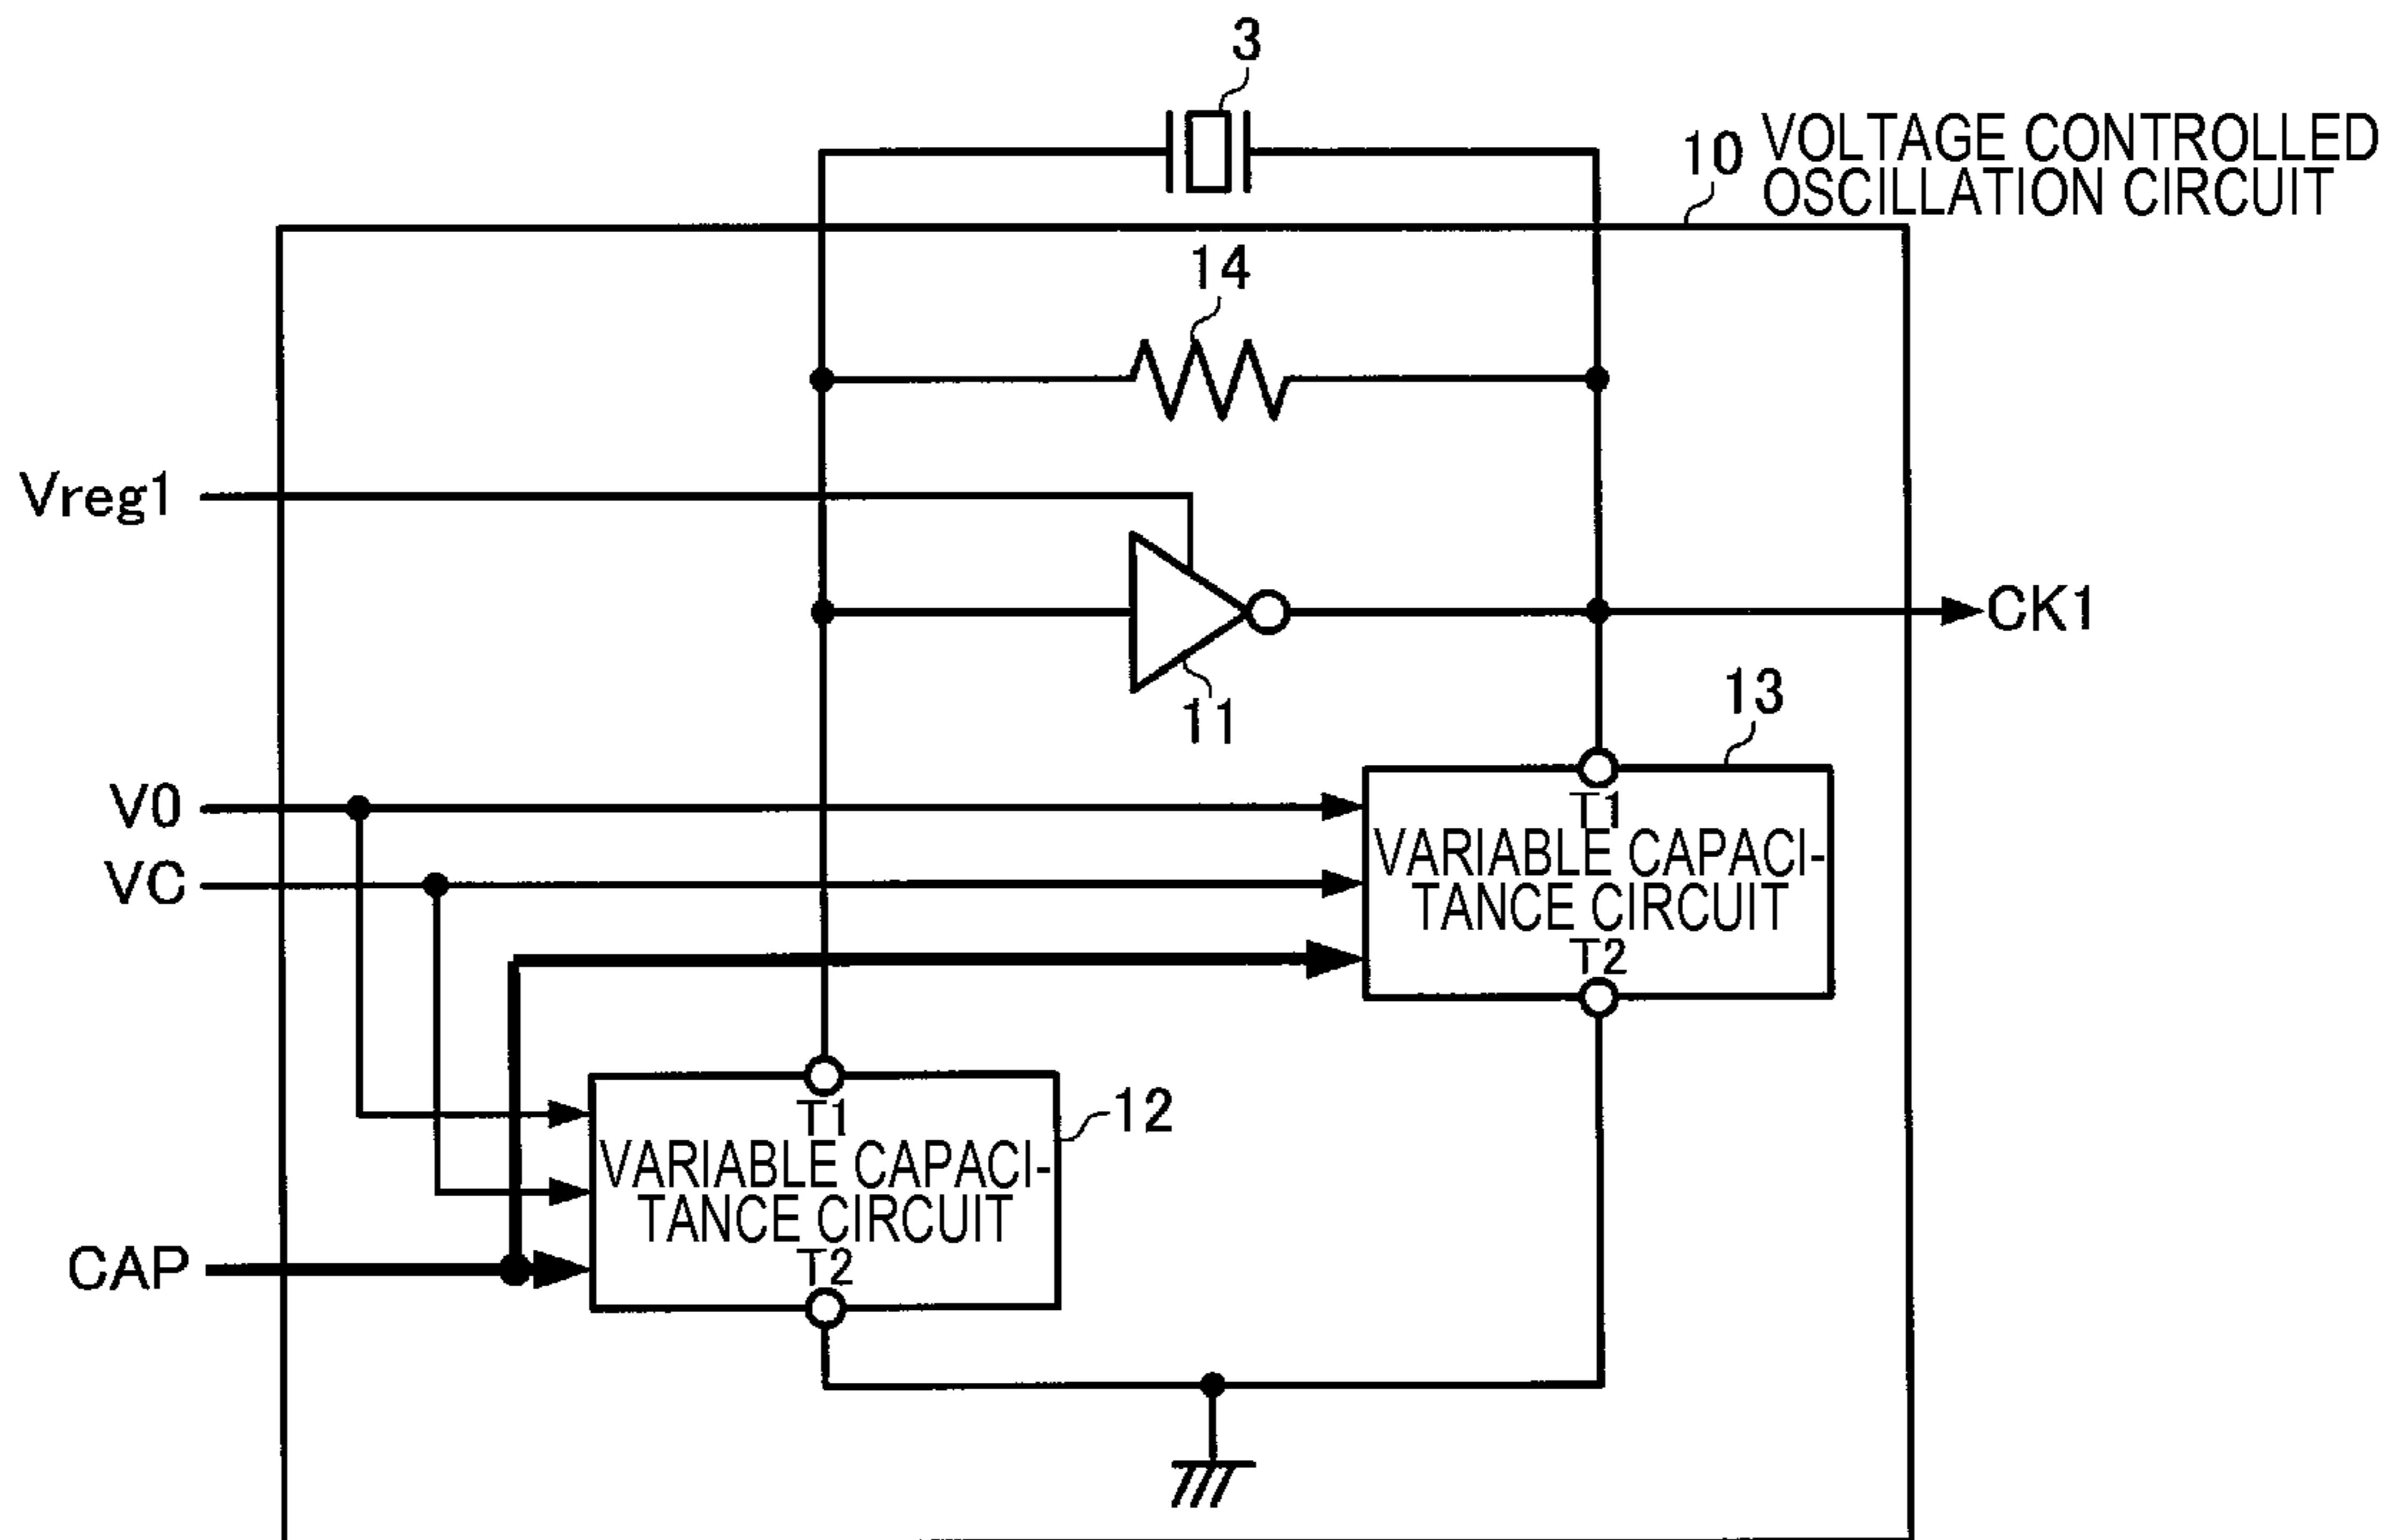 3
10 VOLTAGE CONTROLLED
OSCILLATION CIRCUIT
14
Vreg1
CK1
11
13
V0
T1
VARIABLE CAPACI-
TANCE CIRCUIT
T2
VC
T1
12
VARIABLE CAPACI-
TANCE CIRCUIT
T2
CAP